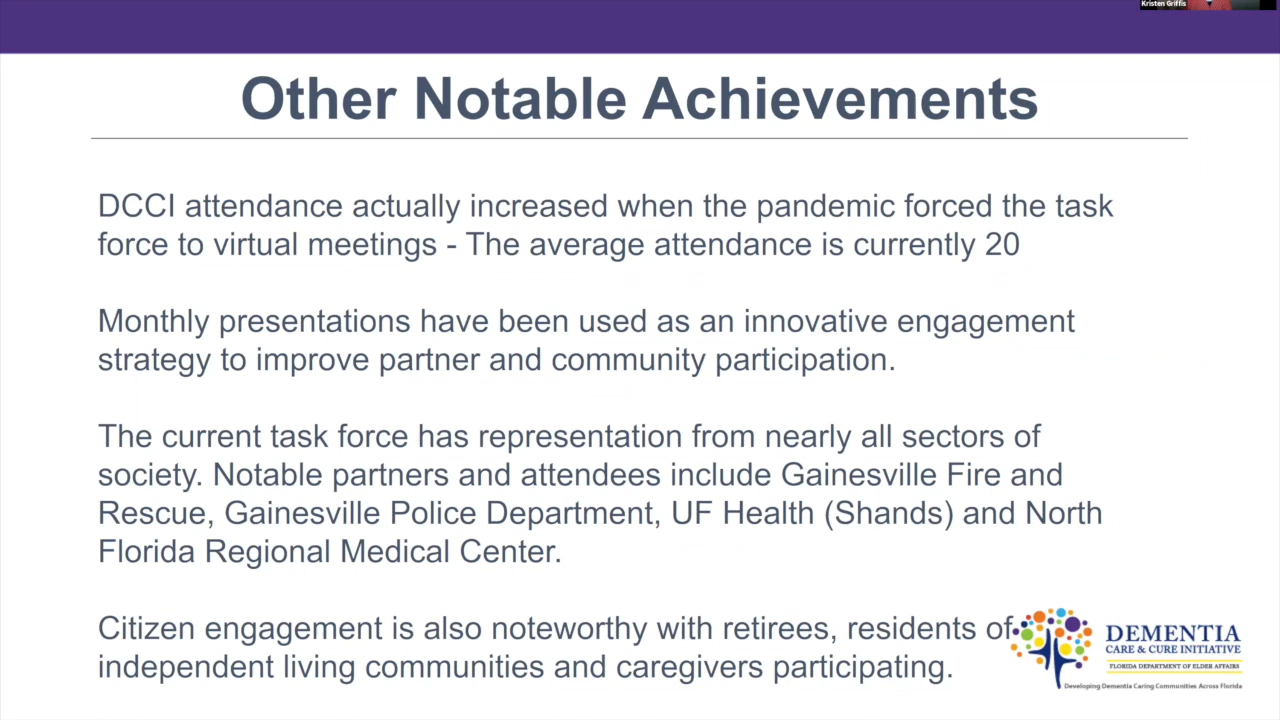 Kristen Griffis
Other Notable Achievements
DCCI attendance actually increased when the pandemic forced the task
force to virtual meetings - The average attendance is currently 20
Monthly presentations have been used as an innovative engagement
strategy to improve partner and community participation.
The current task force has representation from nearly all sectors of
society. Notable partners and attendees include Gainesville Fire and
Rescue, Gainesville Police Department, UF Health (Shands) and North
Florida Regional Medical Center.
Citizen engagement is also noteworthy with retirees, residents of
independent living communities and caregivers participating.
DEMENTIA
CARE & CURE INITIATIVE
FLORIDA DEPARTMENT OF ELDER AFFAIRS
Developing Dementia Caring Communities Across Florida